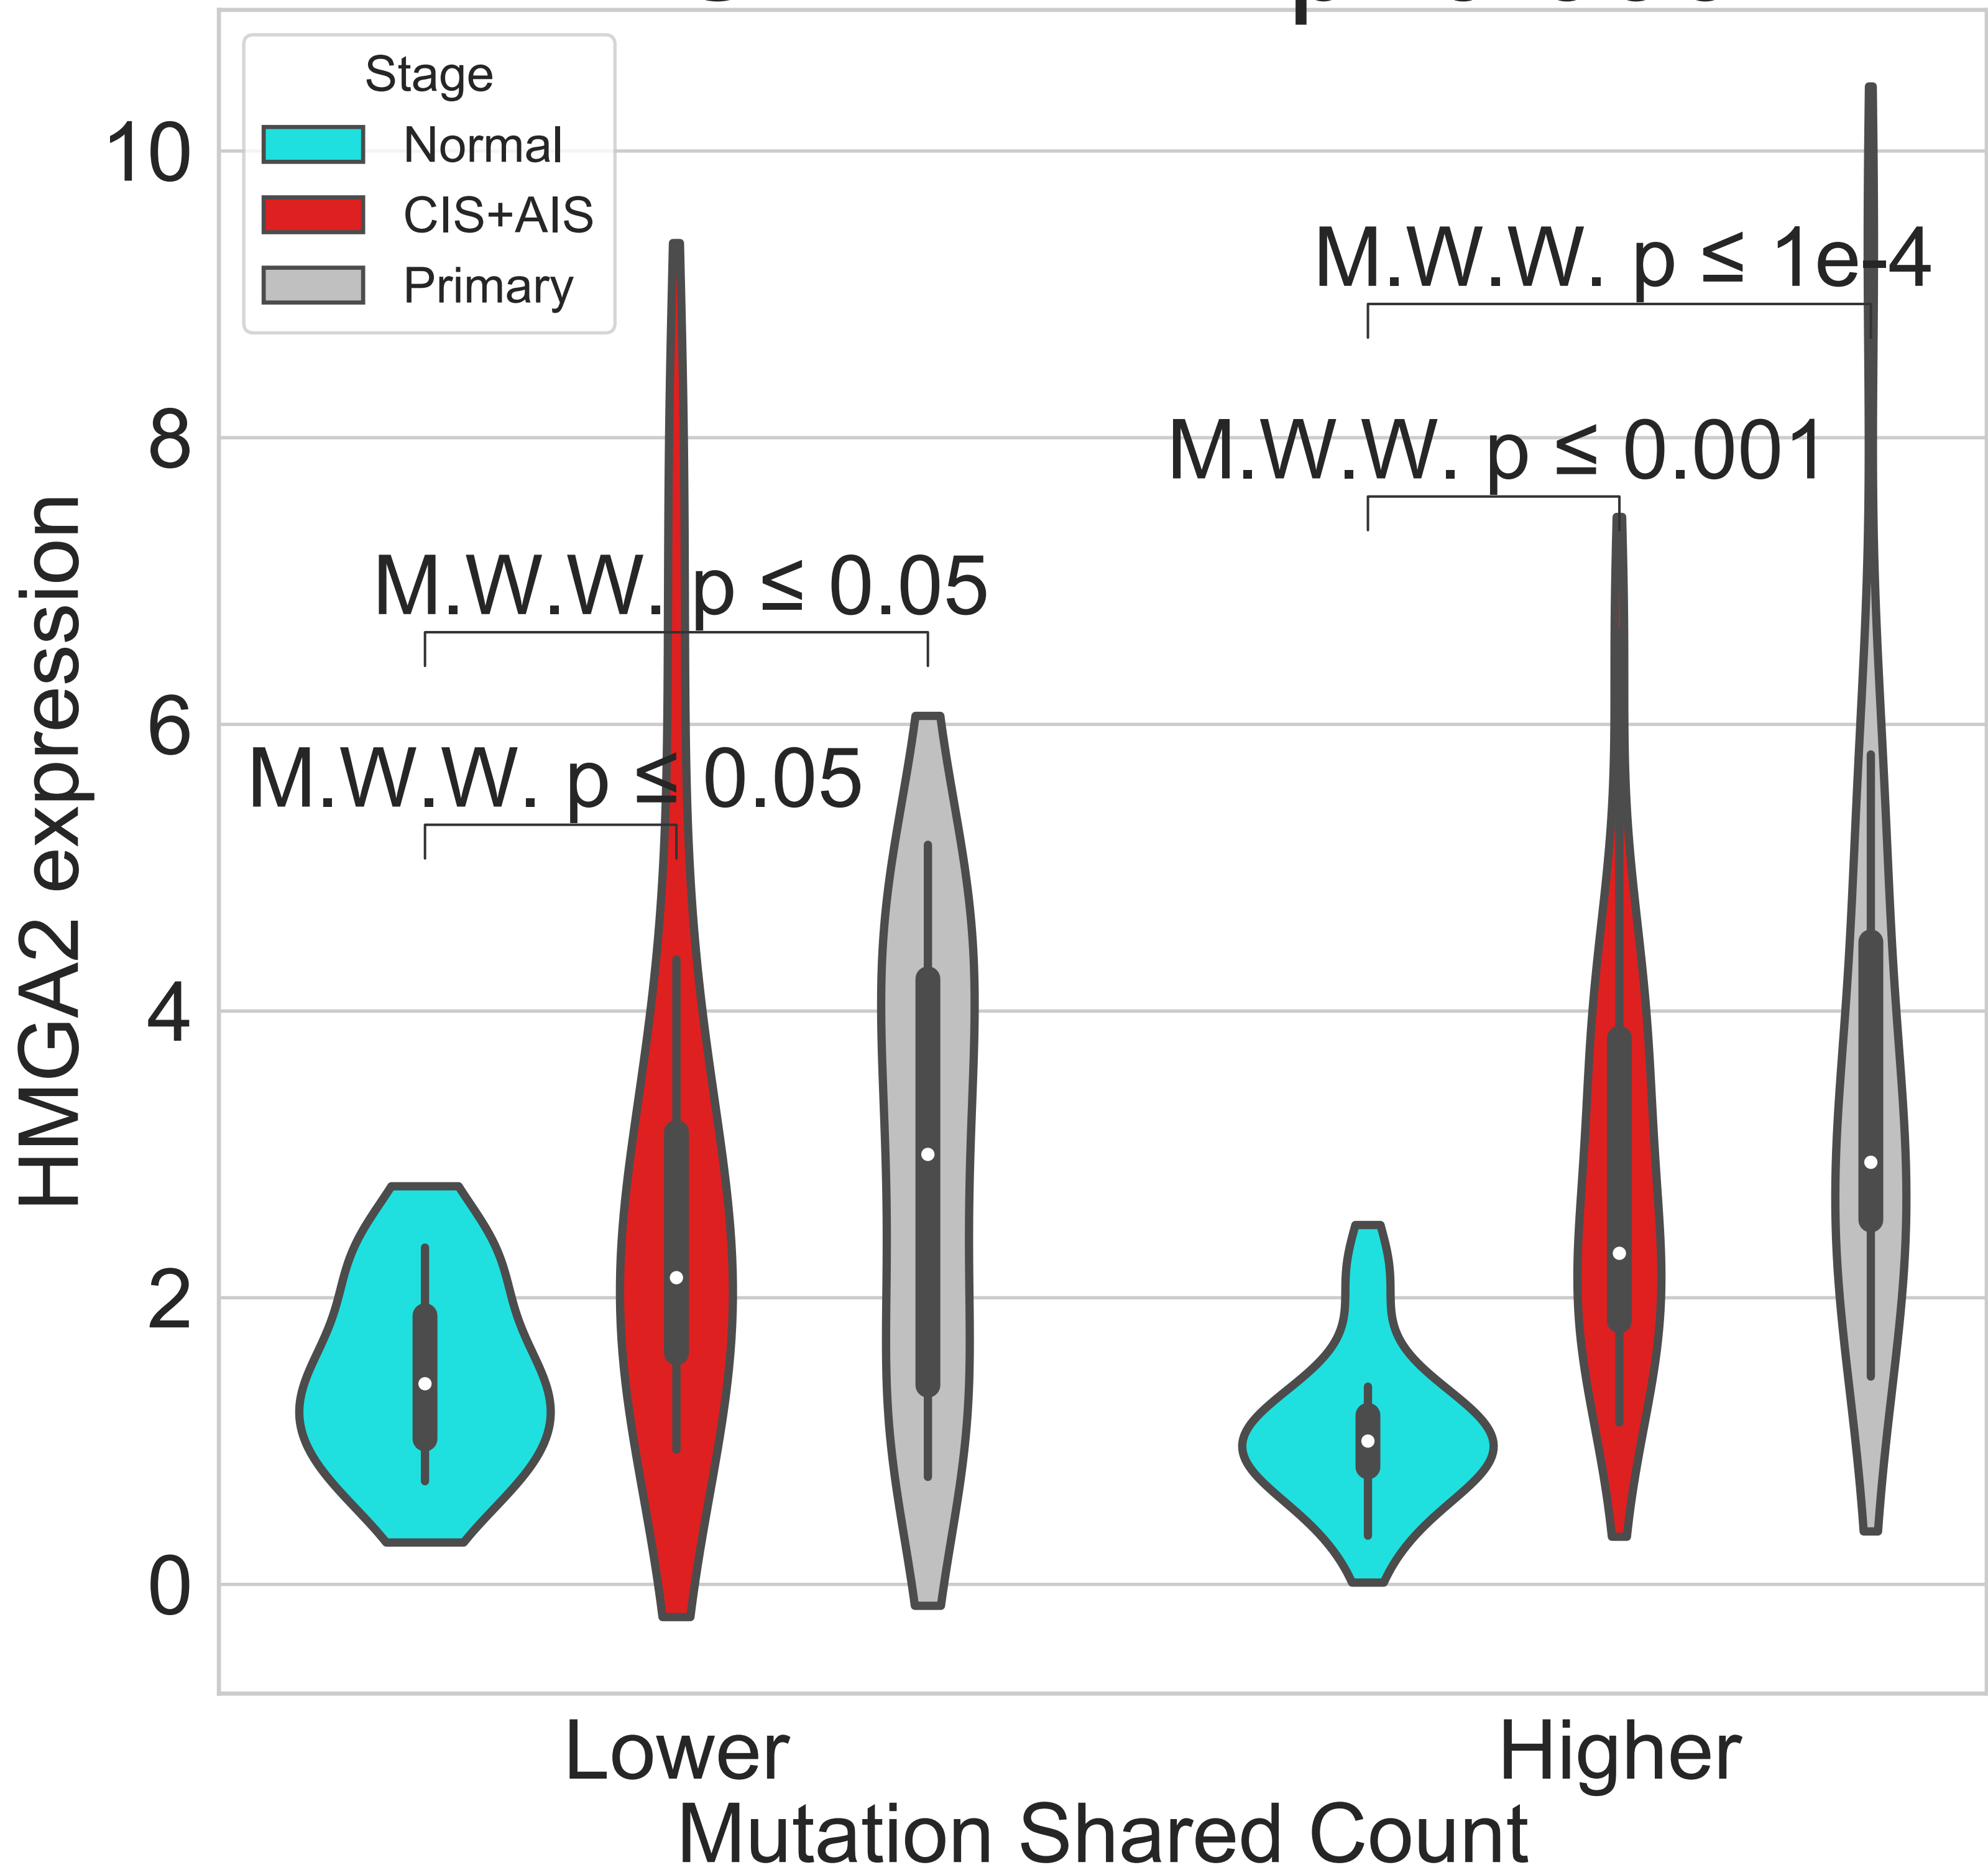 Stage
Normal
CIS+AIS
Primary
10
8
6
4
2
0
HMGA2 expression
M.W.W. p ≤ 1e-4
M.W.W. p ≤ 0.001
M.W.W. p ≤ 0.05
M.W.W. p ≤ 0.05
Lower
Higher
Mutation Shared Count